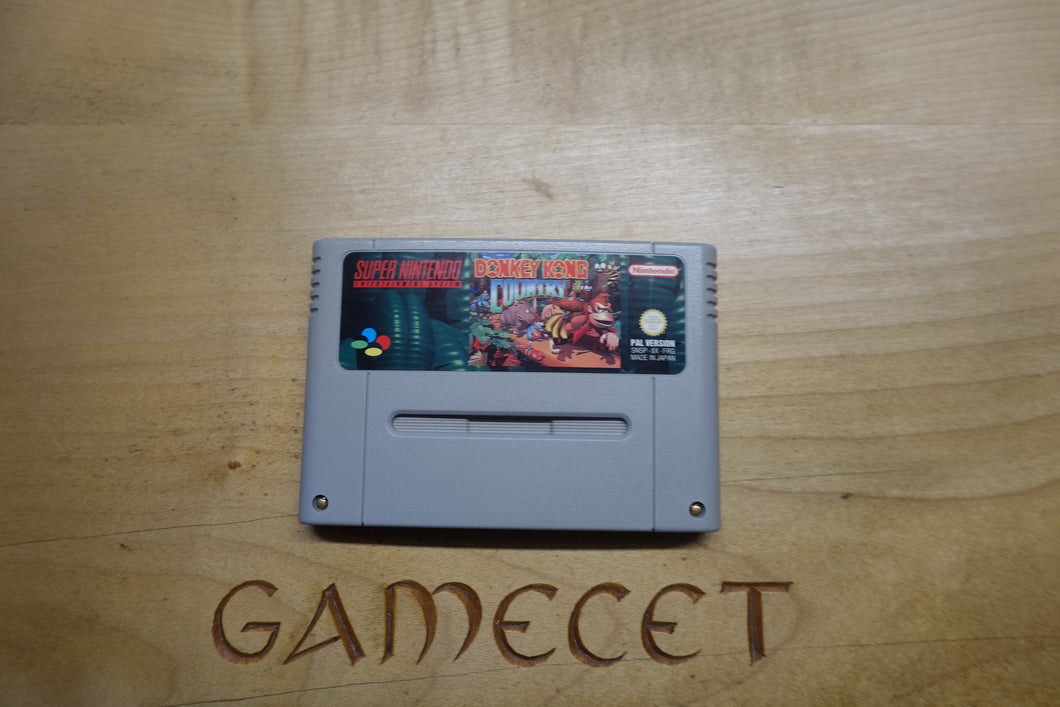 SUPER NINTENDO
ENTERTAINMENT SYSTEM
DONKEY KONG
COUNTRY
Nintendo
PAL VERSION
SNSP-8X-FRG
MADE IN JAPAN
GAMECET